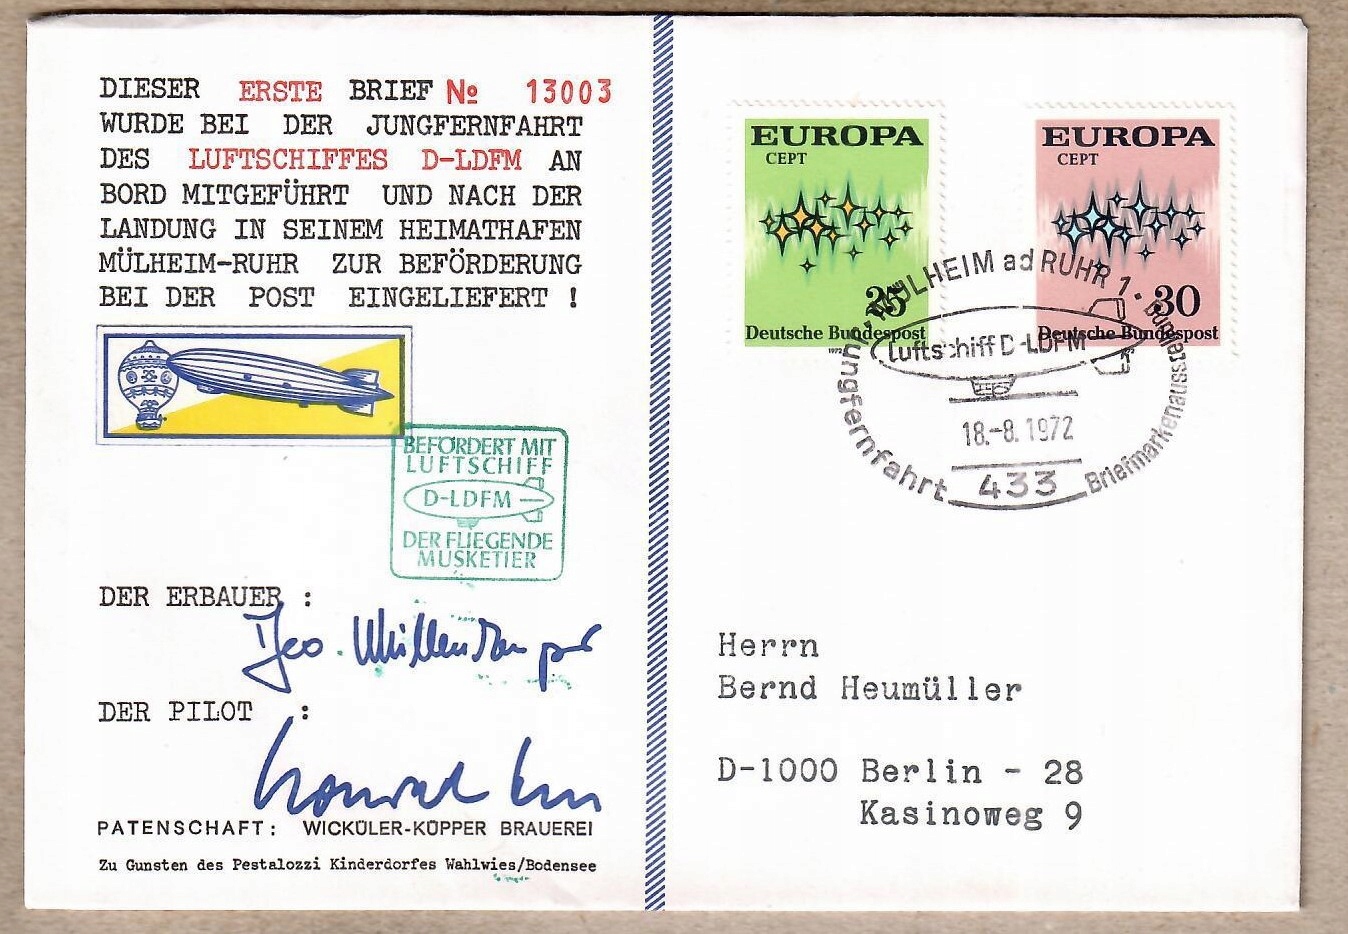 DIESER ERSTE BRIEF № 13003
WURDE BEI DER JUNGFERNFAHRT
DES LUFTSCHIFFES D-LDFM AN
BORD MITGEFÜHRT UND NACH DER
LANDUNG IN SEINEM HEIMATHAFEN
MÜLHEIM-RUHR ZUR BEFÖRDERUNG
BEI DER POST EINGELIEFERT !
BEFÖRDERT MIT
LUFTSCHIFF
D-LDFM
DER FLIEGENDE
MUSKETIER
DER ERBAUER :
DER PILOT :
PATENSCHAFT: WICKÜLER-KÜPPER BRAUEREI
Zu Gunsten des Pestalozzi Kinderdorfes Wahlwies/Bodensee
EUROPA
CEPT
25
Deutsche Bundespost
1972
EUROPA
CEPT
30
Deutsche Bundespost
MÜLHEIM ad RUHR 1
Jungfernfahrt
Luftschiff D-LDFM
18.-8.1972
433
Briefmarkenaus
Herrn
Bernd Heumüller
D-1000 Berlin - 28
Kasinoweg 9